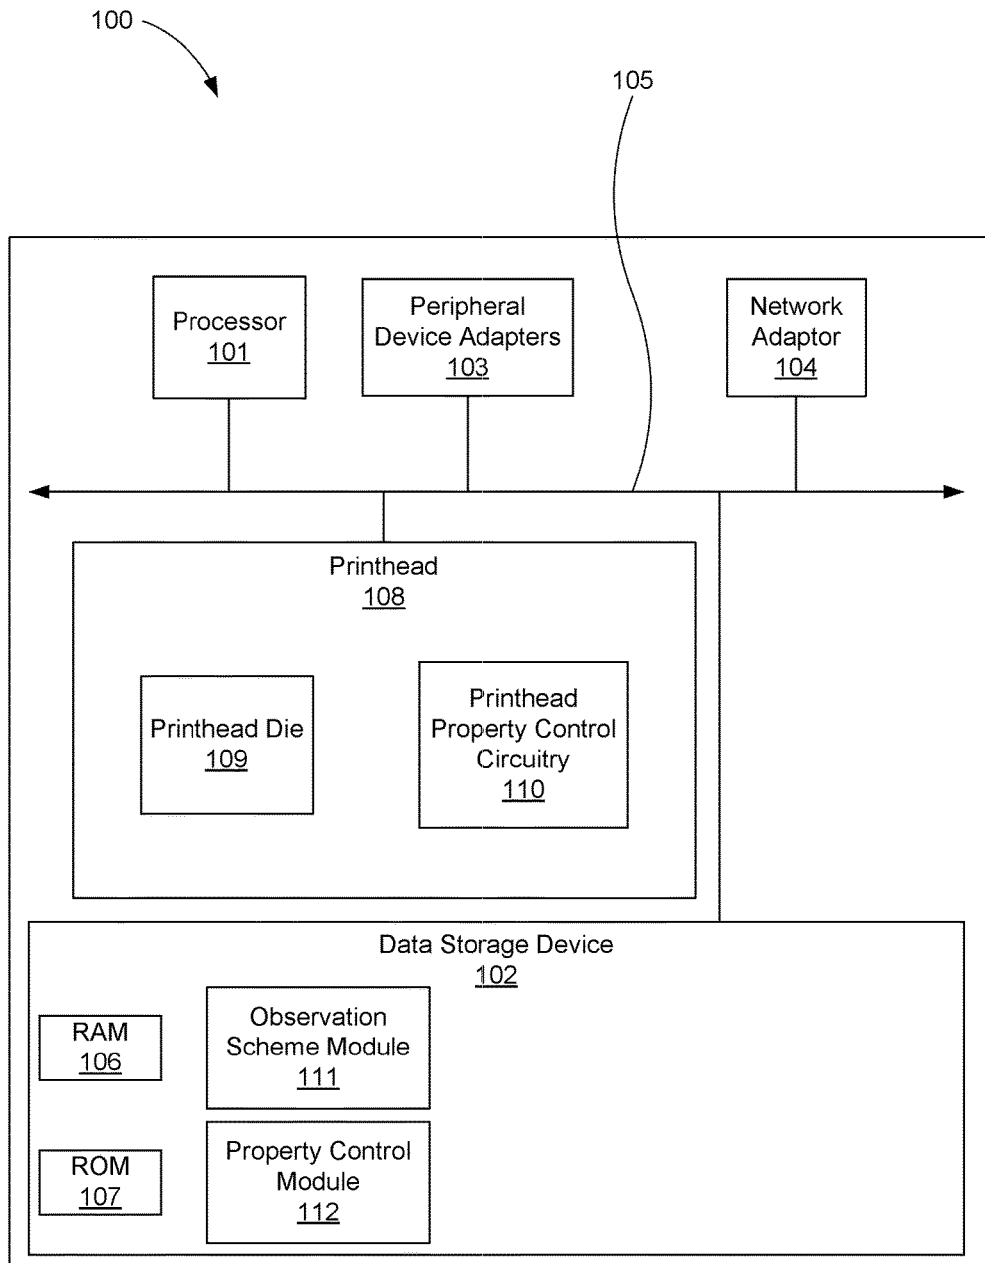 100
105
Processor
101
Peripheral
Device Adapters
103
Network
Adaptor
104
Printhead
108
Printhead Die
109
Printhead
Property Control
Circuitry
110
Data Storage Device
102
RAM
106
Observation
Scheme Module
111
ROM
107
Property Control
Module
112